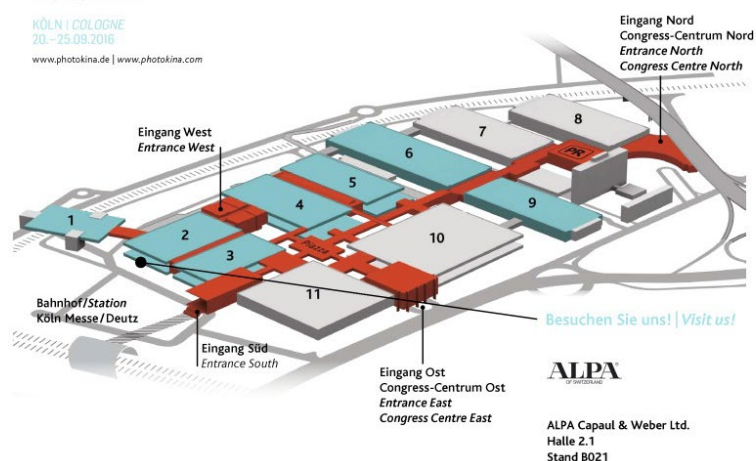 KÖLN | COLOGNE
20.–25.09.2016
www.photokina.de | www.photokina.com
Eingang Nord
Congress-Centrum Nord
Entrance North
Congress Centre North
Eingang West
Entrance West
8
7
PR
6
5
4
9
1
2
3
Piazza
10
11
Bahnhof/Station
Köln Messe/Deutz
Besuchen Sie uns! | Visit us!
Eingang Süd
Entrance South
Eingang Ost
Congress-Centrum Ost
Entrance East
Congress Centre East
ALPA
OF SWITZERLAND
ALPA Capaul & Weber Ltd.
Halle 2.1
Stand B021